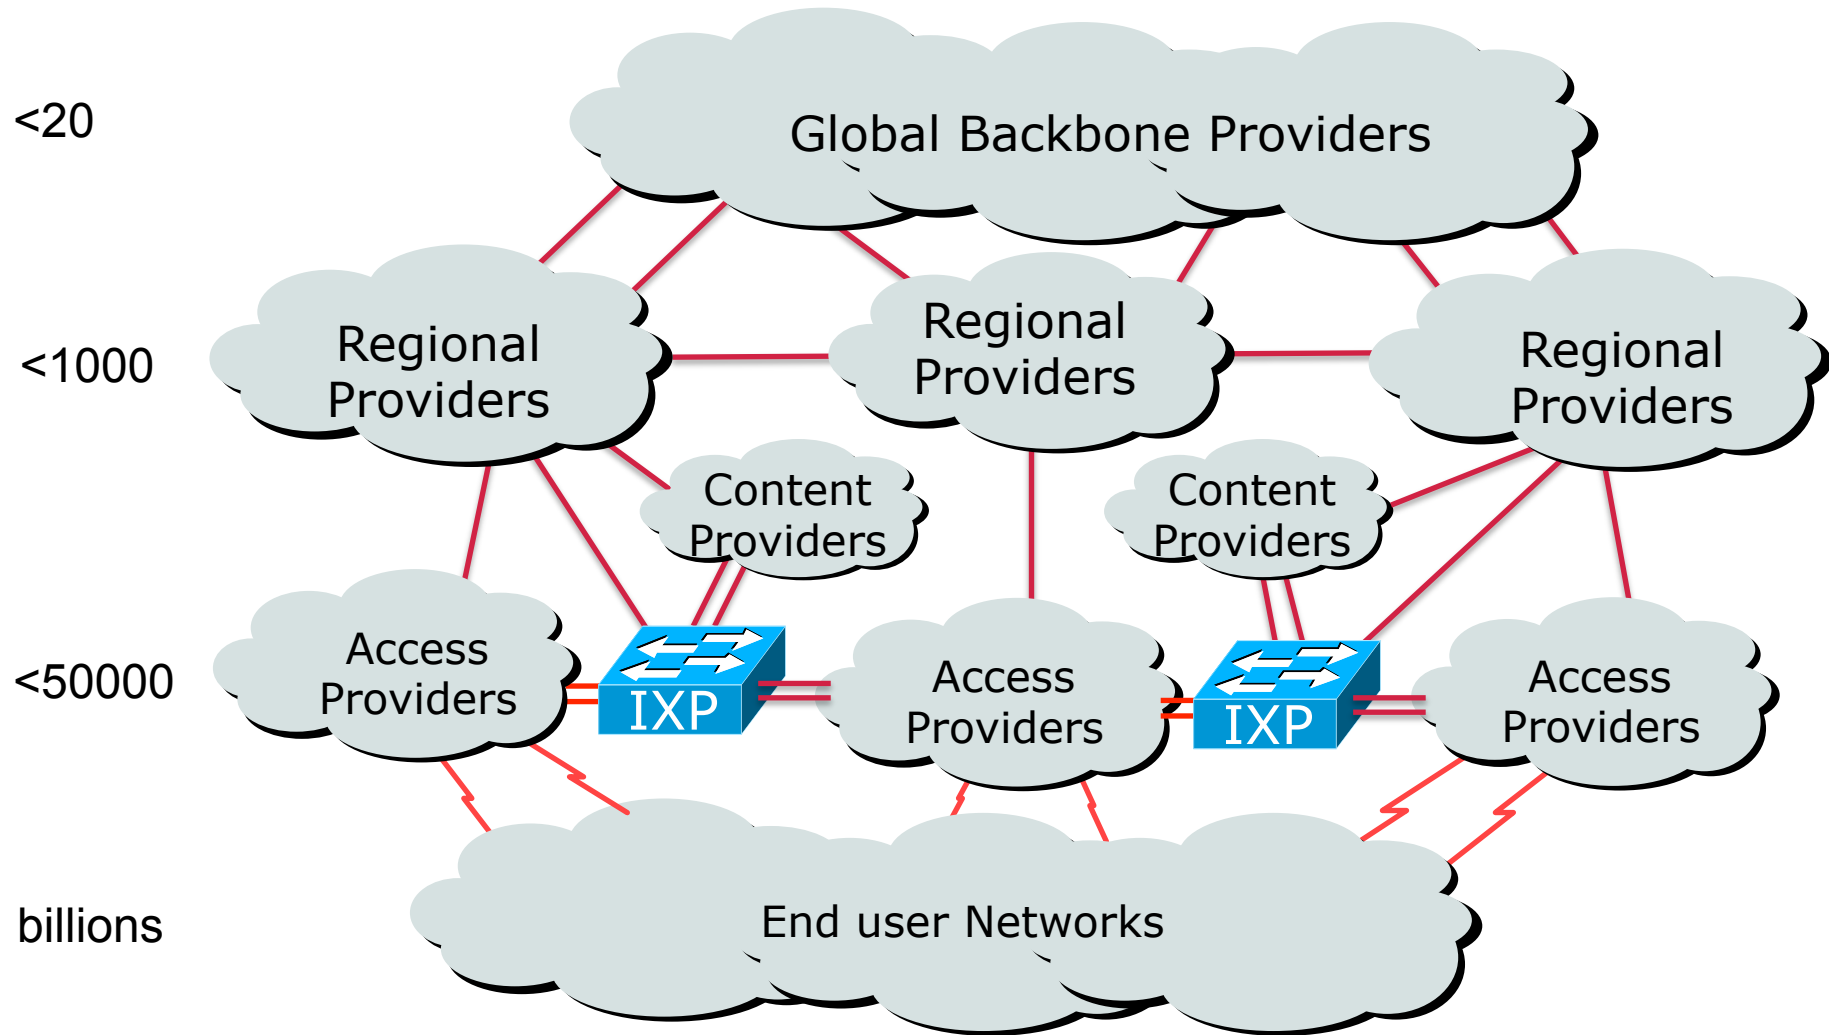 <20
Global Backbone Providers
<1000
Regional
Providers
Regional
Providers
Regional
Providers
Content
Providers
Content
Providers
<50000
Access
Providers
IXP
Access
Providers
IXP
Access
Providers
billions
End user Networks